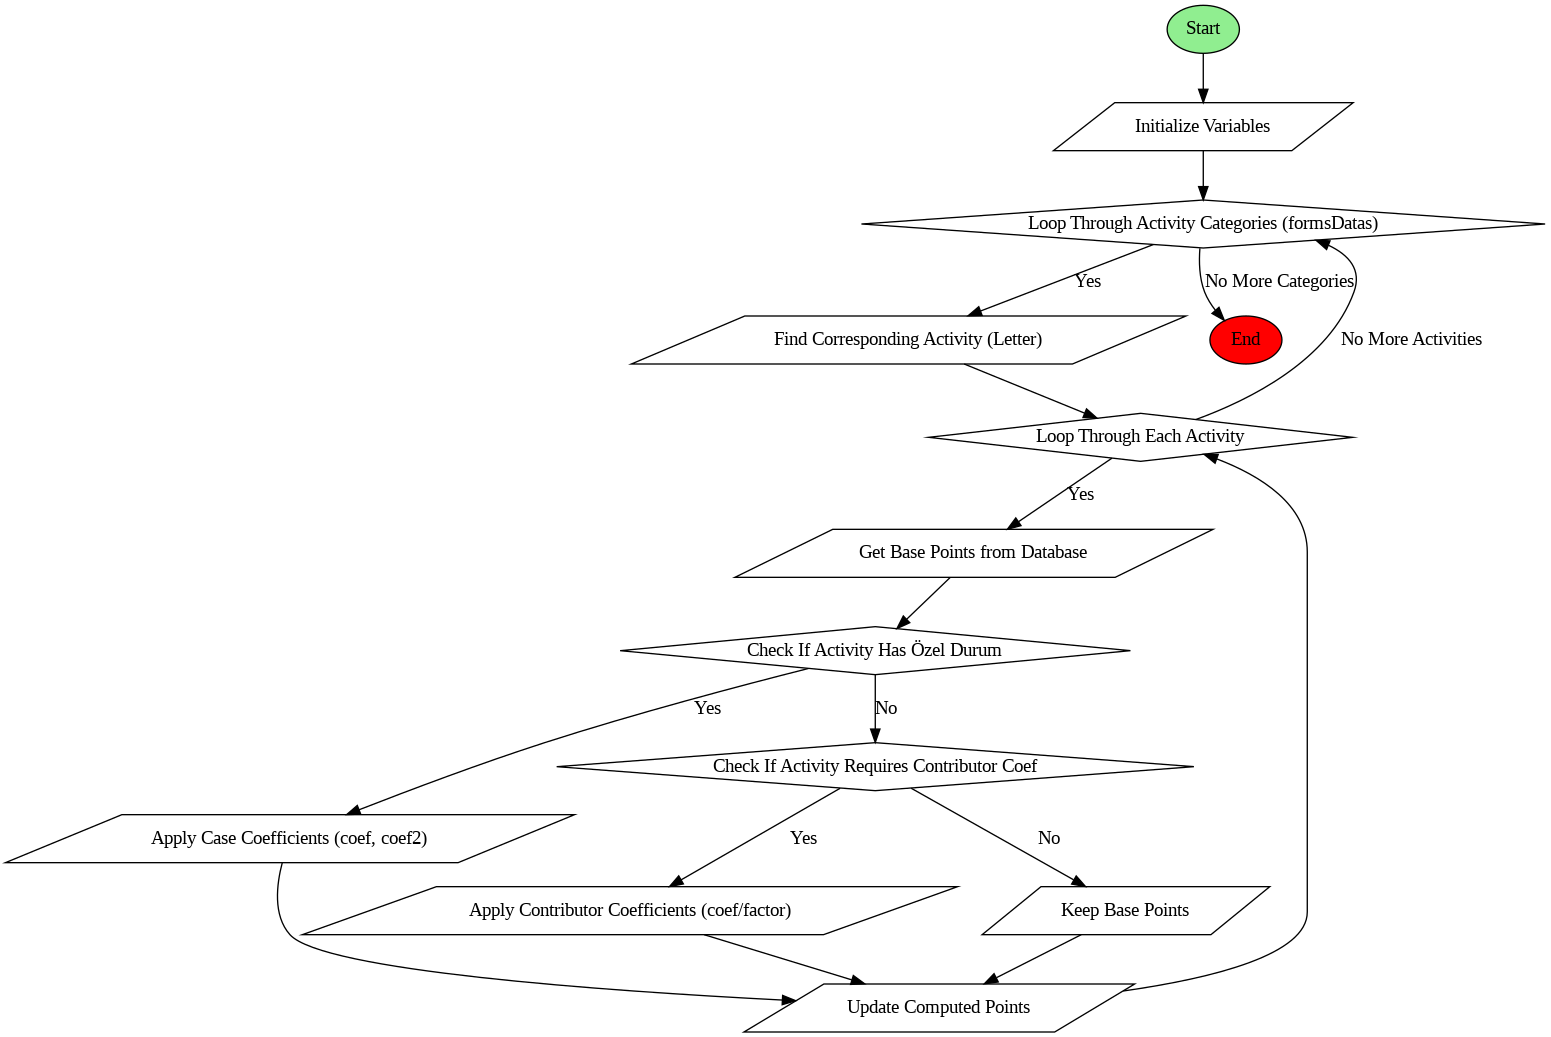 Start
Initialize Variables
Loop Through Activity Categories (formsDatas)
Yes
No More Categories
Find Corresponding Activity (Letter)
End
No More Activities
Loop Through Each Activity
Yes
Get Base Points from Database
Check If Activity Has Özel Durum
Yes
No
Check If Activity Requires Contributor Coef
Apply Case Coefficients (coef, coef2)
Yes
No
Apply Contributor Coefficients (coef/factor)
Keep Base Points
Update Computed Points